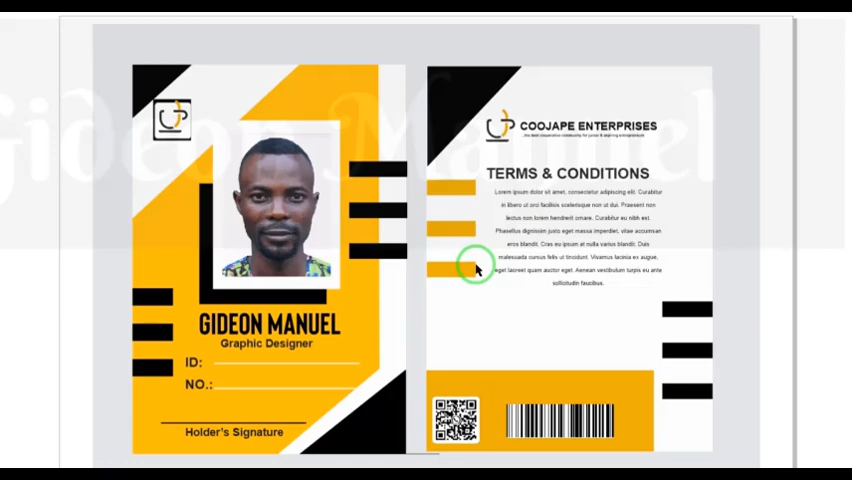 Gideon Manuel
GIDEON MANUEL
Graphic Designer
ID:
NO.:
Holder's Signature
COOJAPE ENTERPRISES
TERMS & CONDITIONS
Lorem ipsum dolor sit amet, consectetur adipiscing elit. Curabitur
in libero ut orci facilisis scelerisque non ut dui. Praesent non
lectus non lorem hendrerit ornare. Curabitur eu nibh est.
Phasellus dignissim justo eget massa imperdiet, vitae accumsan
eros blandit. Cras eu ipsum at nulla varius blandit. Duis
malesuada cursus felis ut tincidunt. Vivamus lacinia ex augue,
eget laoreet quam auctor eget. Aenean vestibulum turpis eu ante
sollicitudin faucibus.